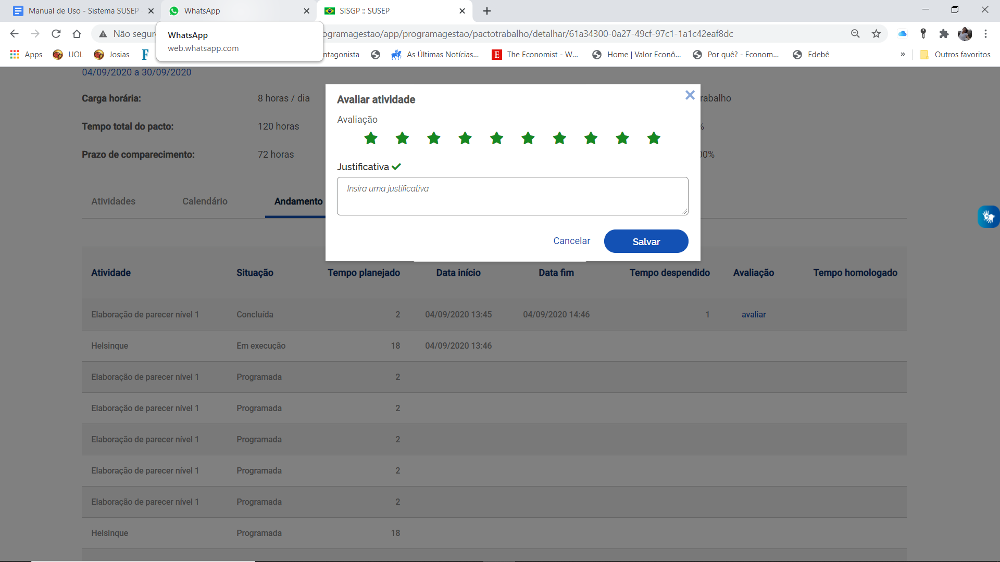 Manual de Uso - Sistema SUSEP
WhatsApp
SISGP :: SUSEP
Não segur
ogramagestao/app/programagestao/pactotrabalho/detalhar/61a34300-0a27-49cf-97c1-1a1c42eaf8dc
WhatsApp
web.whatsapp.com
Apps
UOL
Josias
ntagonista
As Últimas Notícias...
The Economist - W...
Home | Valor Econô...
Por quê? - Econom...
Edebê
»
Outros favoritos
04/09/2020 a 30/09/2020
Carga horária: 8 horas / dia
rabalho
Tempo total do pacto: 120 horas
%
Prazo de comparecimento: 72 horas
00%
Atividades Calendário Andamento
Avaliar atividade
Avaliação
Justificativa
Insira uma justificativa
Cancelar Salvar
Atividade Situação Tempo planejado Data início Data fim Tempo despendido Avaliação Tempo homologado
Elaboração de parecer nível 1 Concluída 2 04/09/2020 13:45 04/09/2020 14:46 1 avaliar
Helsinque Em execução 18 04/09/2020 13:46
Elaboração de parecer nível 1 Programada 2
Elaboração de parecer nível 1 Programada 2
Elaboração de parecer nível 1 Programada 2
Elaboração de parecer nível 1 Programada 2
Elaboração de parecer nível 1 Programada 2
Helsinque Programada 18